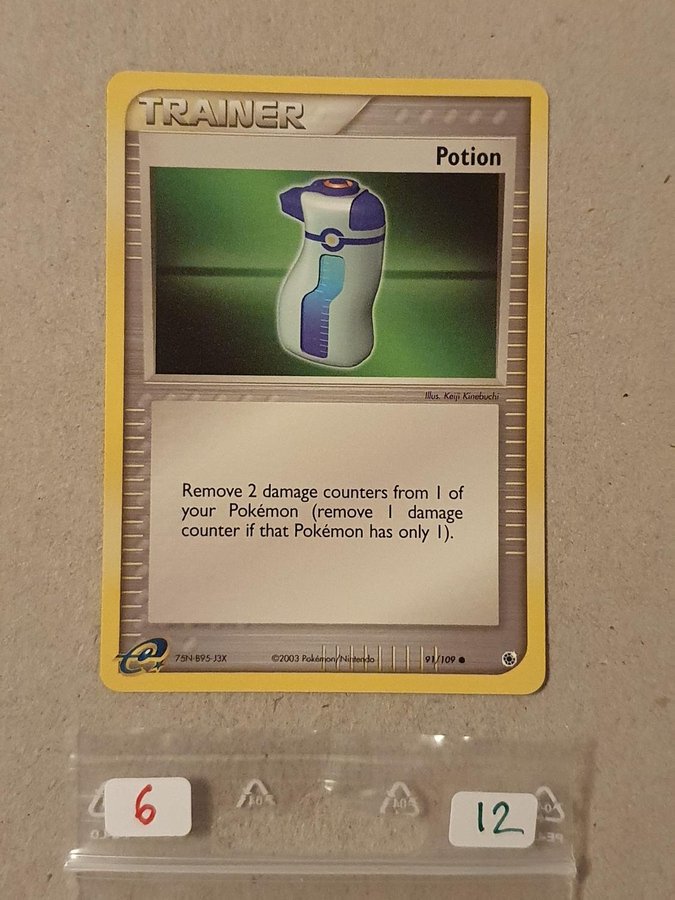 TRAINER
Potion
Illus. Keiji Kinebuchi
Remove 2 damage counters from 1 of
your Pokémon (remove 1 damage
counter if that Pokémon has only 1).
e 75N-B95-J3X ©2003 Pokémon/Nintendo 91/109 ●
6
12